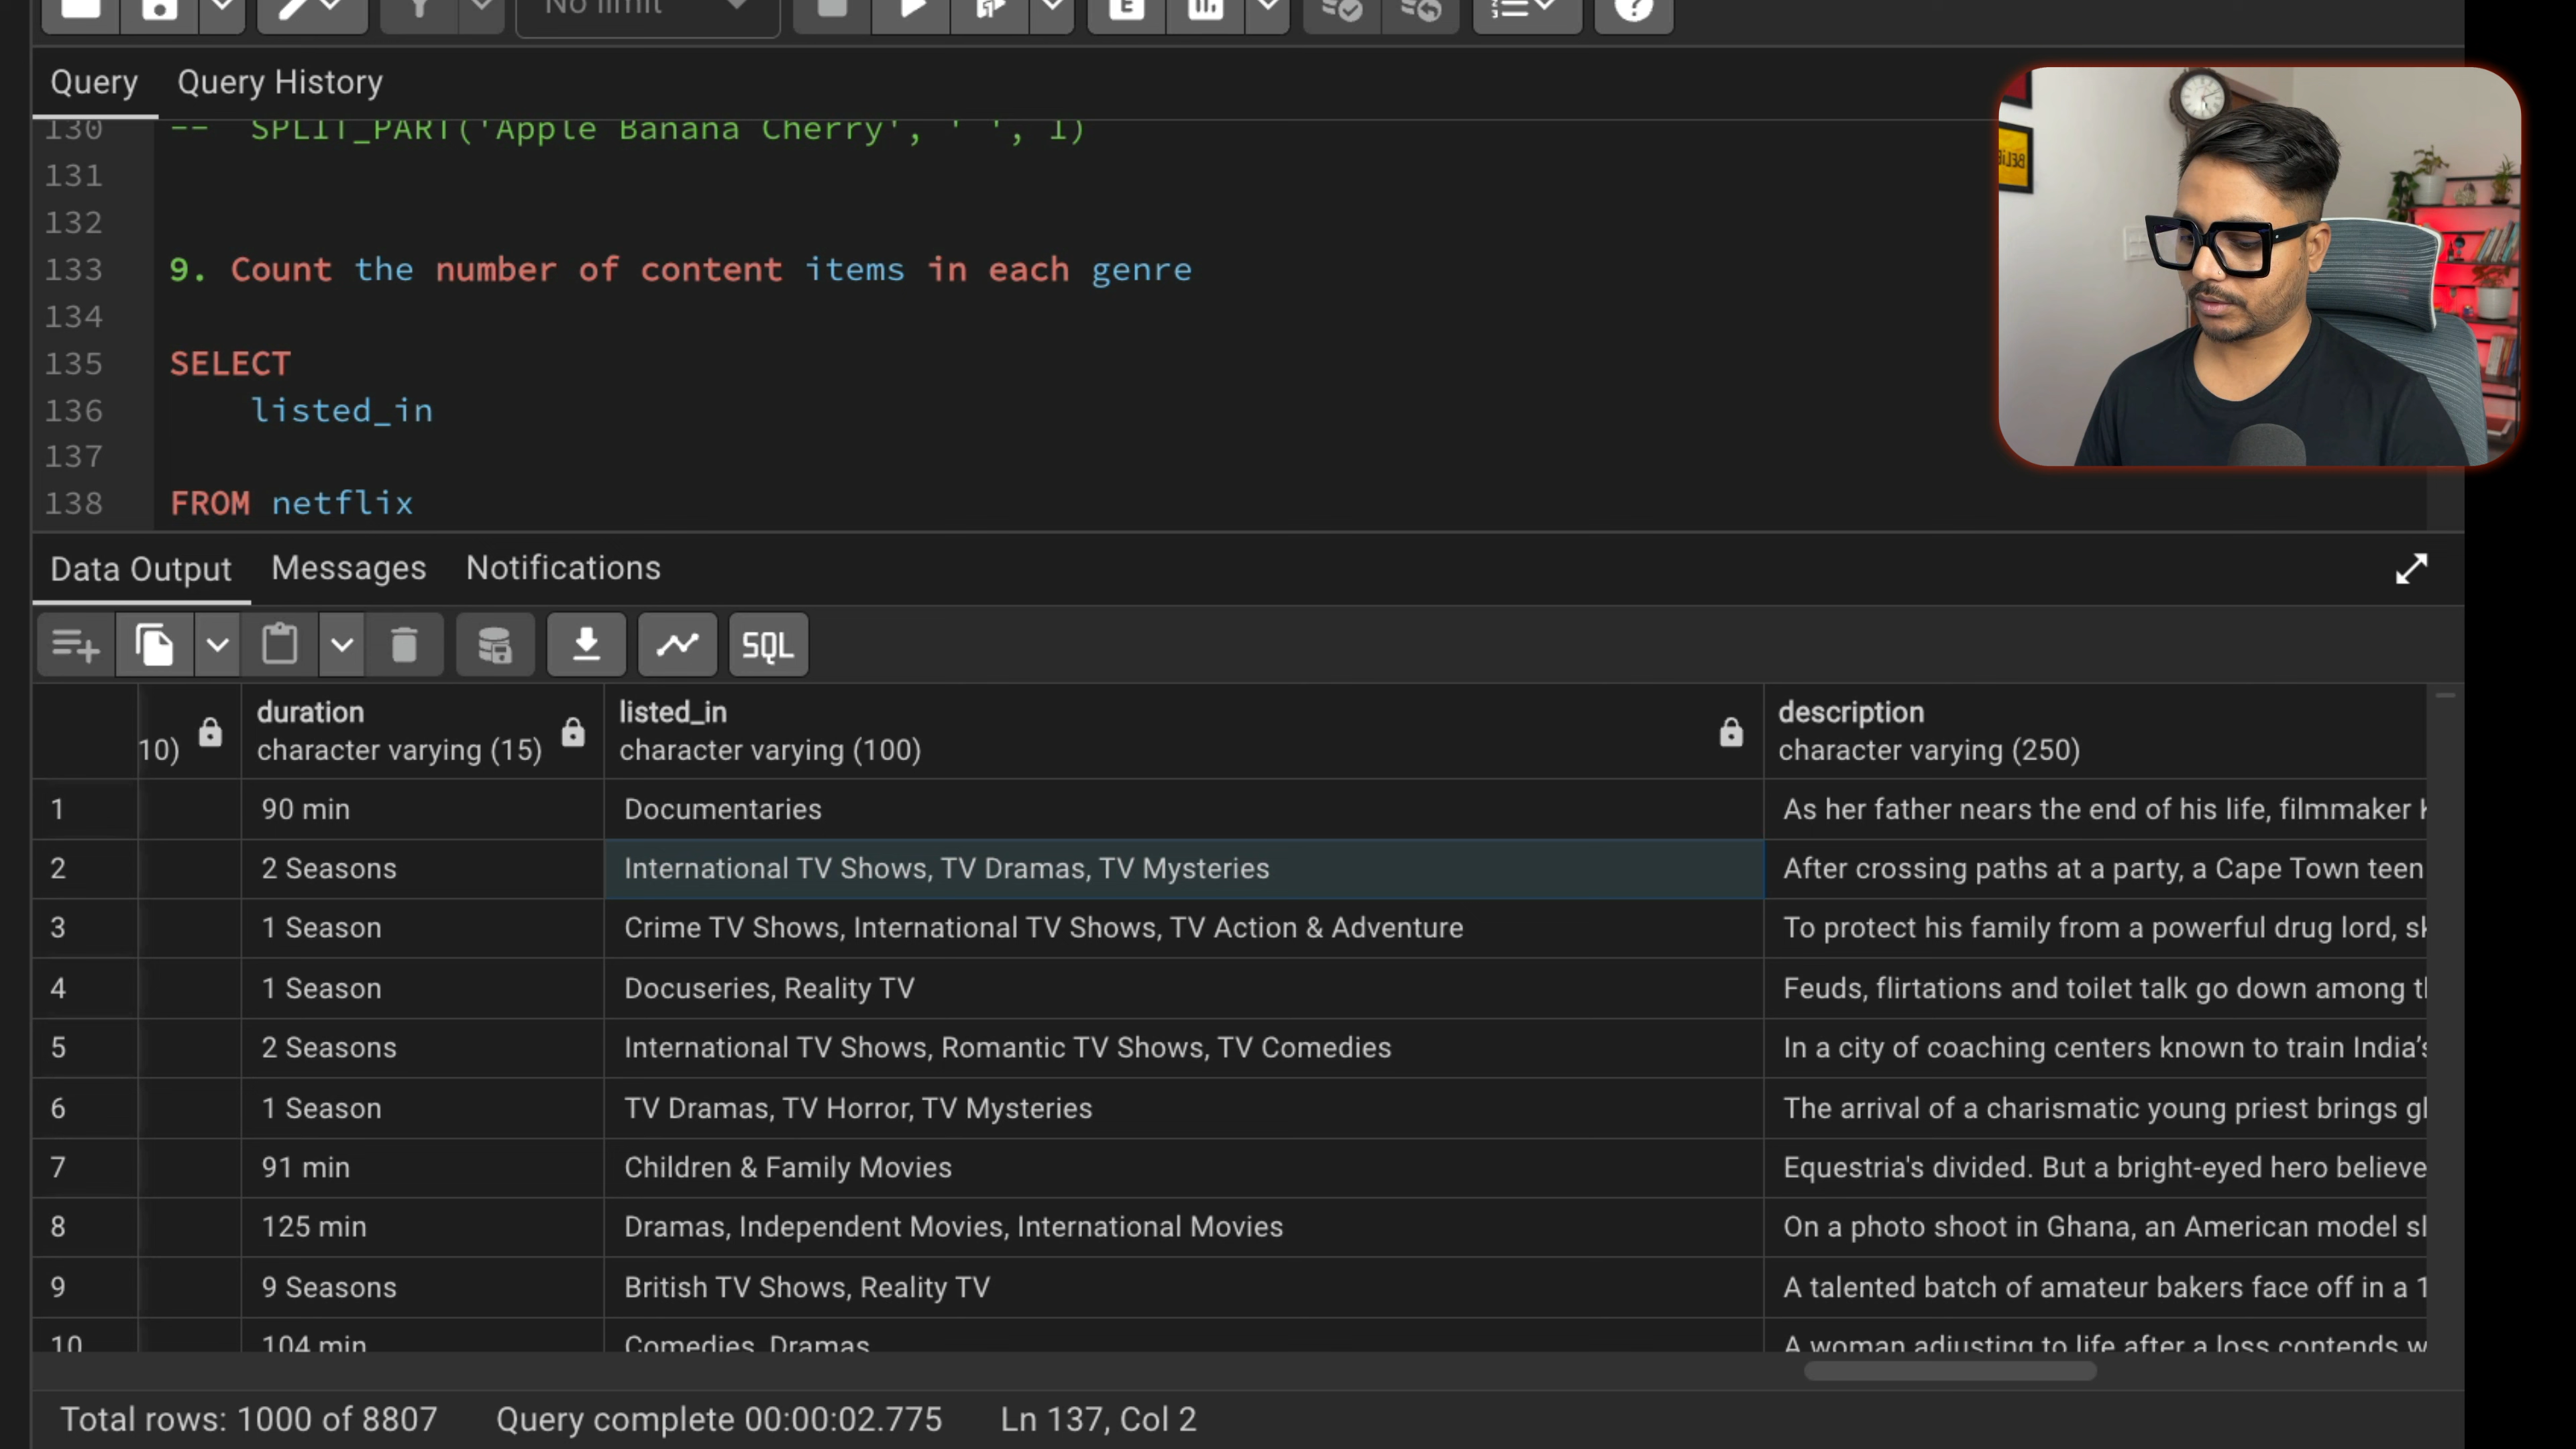 No limit
Query Query History
130 -- SPLIT_PART('Apple Banana Cherry', ' ', 1)
131
132
133 9. Count the number of content items in each genre
134
135 SELECT
136 listed_in
137
138 FROM netflix
Data Output Messages Notifications
SQL
10) duration character varying (15) listed_in character varying (100) description character varying (250)
1 90 min Documentaries As her father nears the end of his life, filmmaker
2 2 Seasons International TV Shows, TV Dramas, TV Mysteries After crossing paths at a party, a Cape Town teen
3 1 Season Crime TV Shows, International TV Shows, TV Action & Adventure To protect his family from a powerful drug lord,
4 1 Season Docuseries, Reality TV Feuds, flirtations and toilet talk go down among
5 2 Seasons International TV Shows, Romantic TV Shows, TV Comedies In a city of coaching centers known to train India's
6 1 Season TV Dramas, TV Horror, TV Mysteries The arrival of a charismatic young priest brings
7 91 min Children & Family Movies Equestria's divided. But a bright-eyed hero believe
8 125 min Dramas, Independent Movies, International Movies On a photo shoot in Ghana, an American model
9 9 Seasons British TV Shows, Reality TV A talented batch of amateur bakers face off in a 1
10 104 min Comedies, Dramas A woman adjusting to life after a loss contends w
Total rows: 1000 of 8807 Query complete 00:00:02.775 Ln 137, Col 2